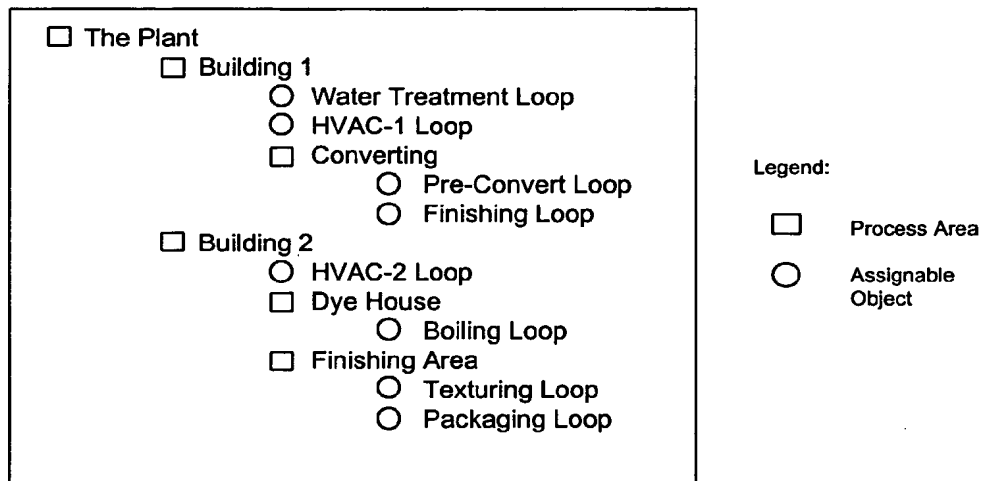 The Plant
Building 1
Water Treatment Loop
HVAC-1 Loop
Converting
Pre-Convert Loop
Finishing Loop
Building 2
HVAC-2 Loop
Dye House
Boiling Loop
Finishing Area
Texturing Loop
Packaging Loop
Legend:
Process Area
Assignable
Object